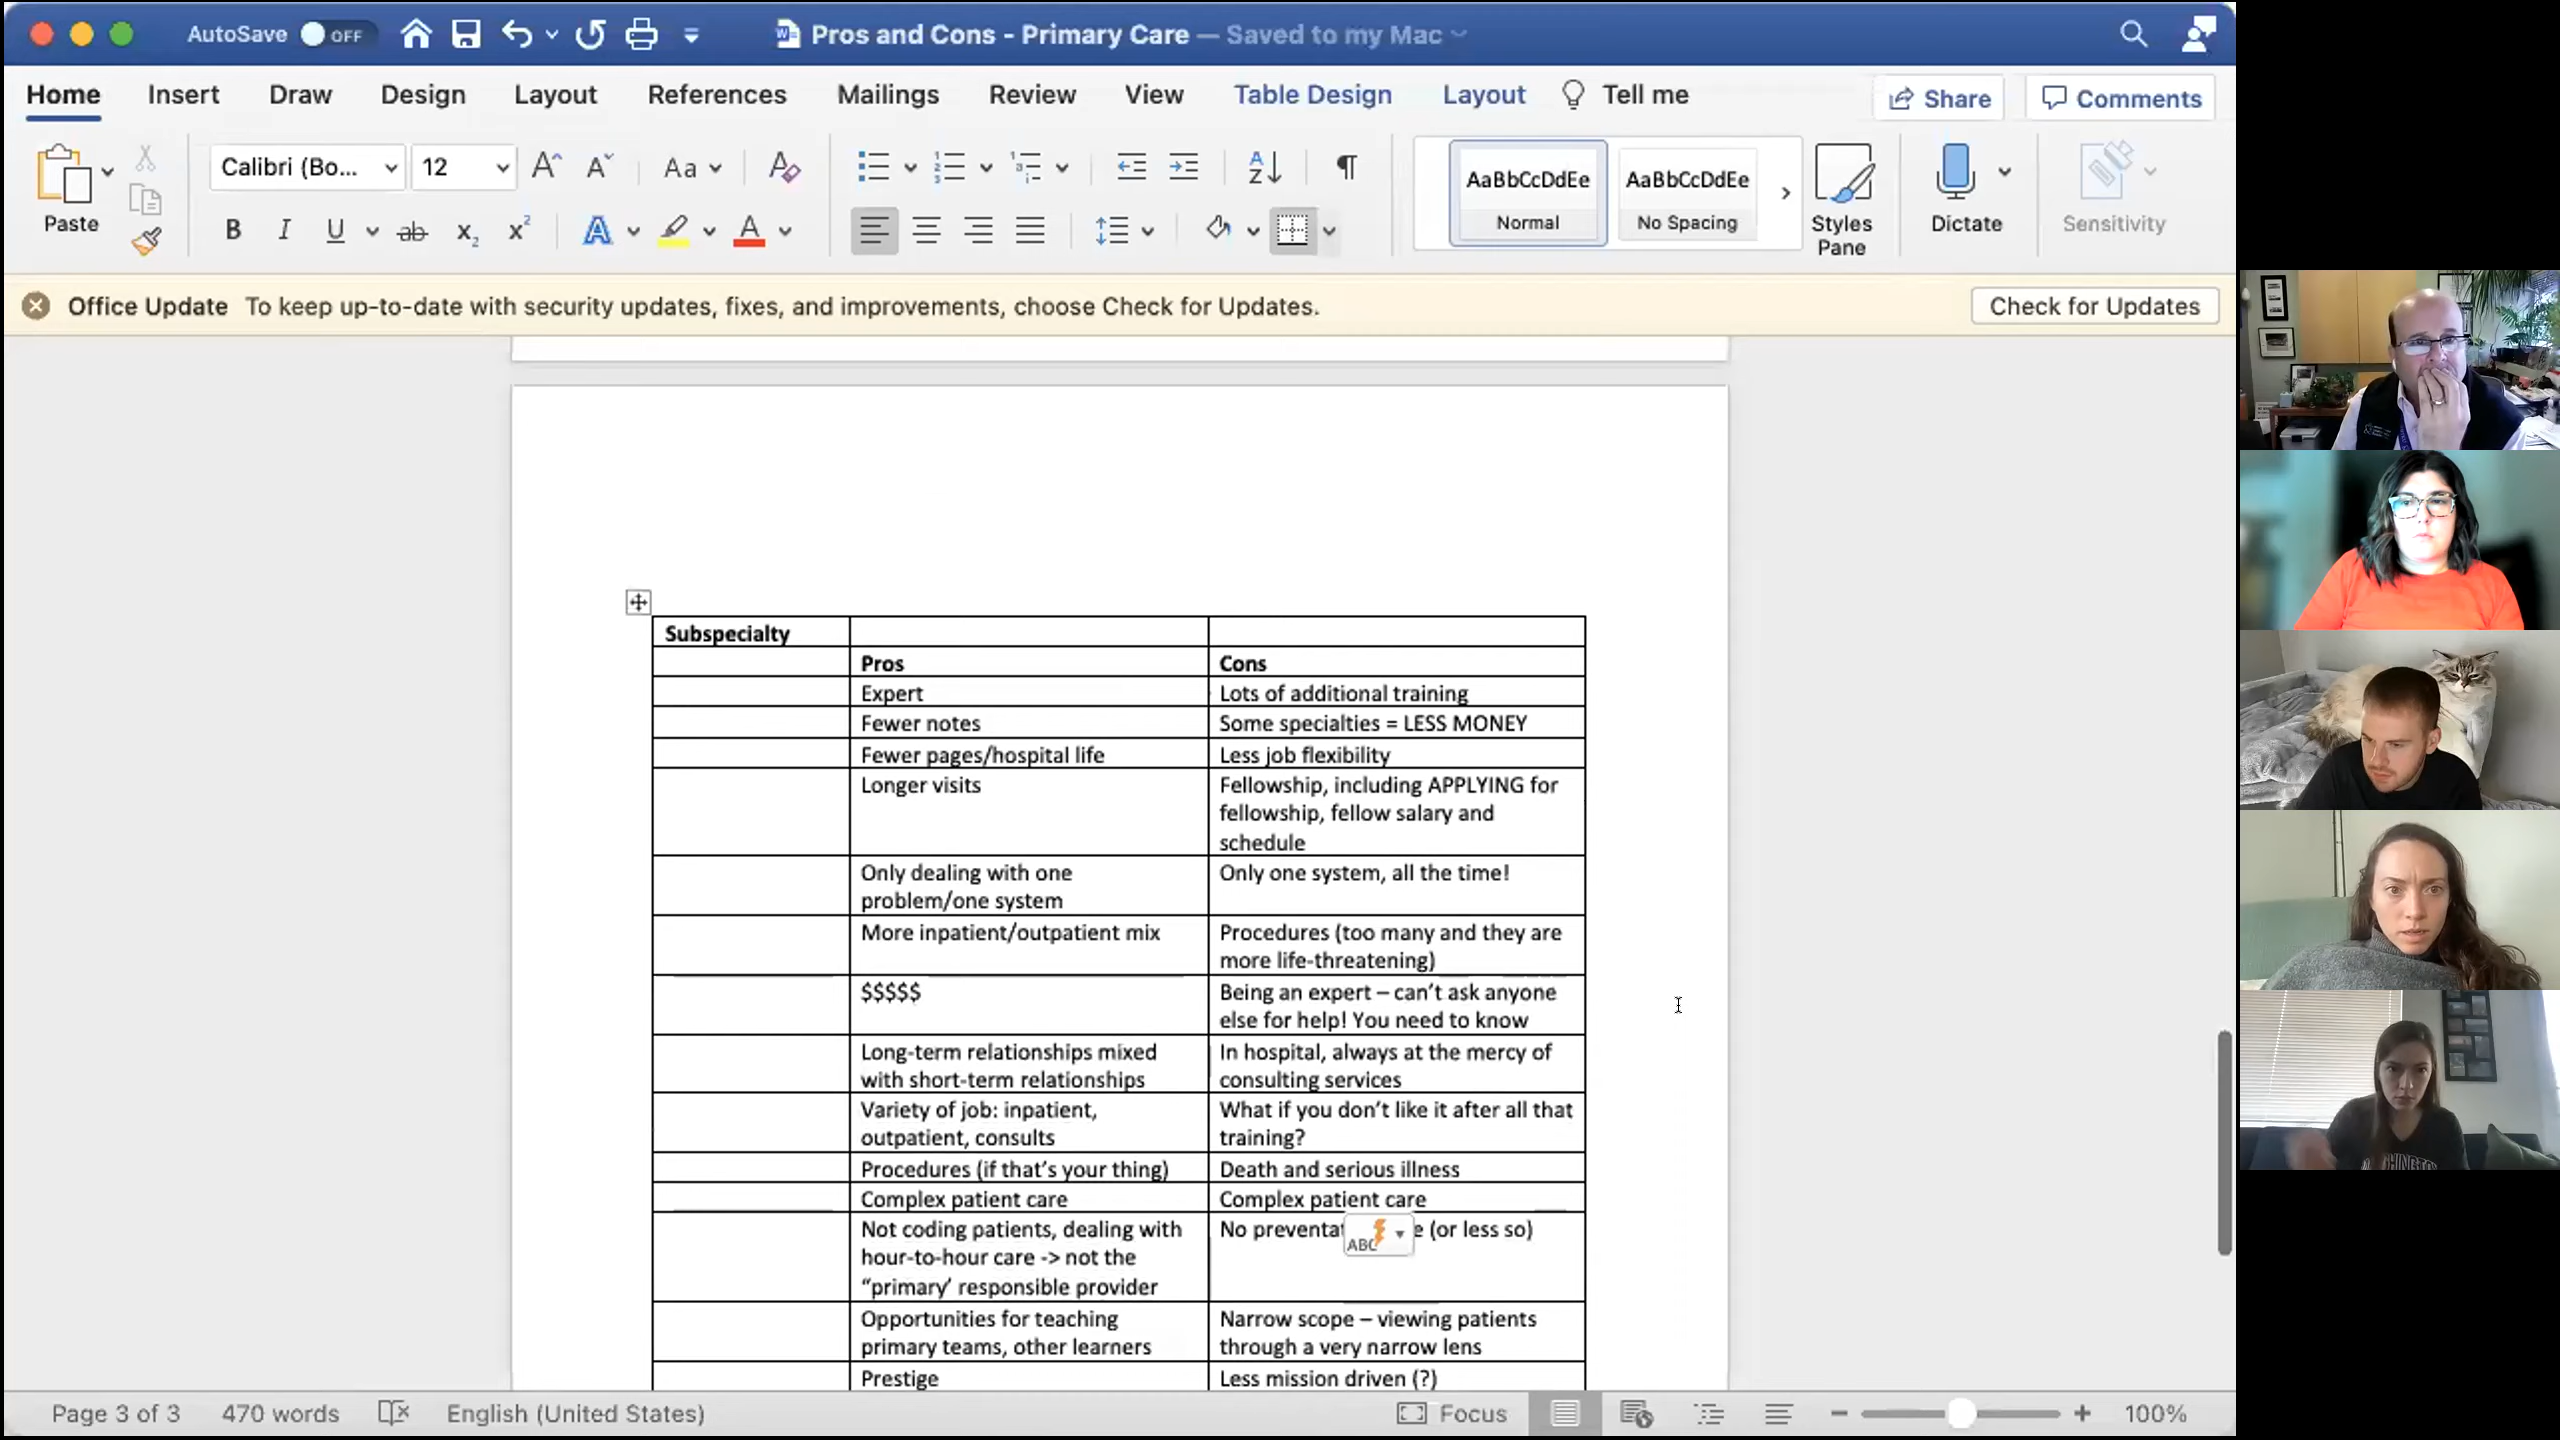 AutoSave OFF Pros and Cons - Primary Care — Saved to my Mac
Home Insert Draw Design Layout References Mailings Review View Table Design Layout Tell me Share Comments
Paste Calibri (Bo... 12 Aa AaBbCcDdEe Normal AaBbCcDdEe No Spacing Styles Pane Dictate Sensitivity
Office Update To keep up-to-date with security updates, fixes, and improvements, choose Check for Updates. Check for Updates
Subspecialty
Pros Cons
Expert Lots of additional training
Fewer notes Some specialties = LESS MONEY
Fewer pages/hospital life Less job flexibility
Longer visits Fellowship, including APPLYING for
fellowship, fellow salary and
schedule
Only dealing with one Only one system, all the time!
problem/one system
More inpatient/outpatient mix Procedures (too many and they are
more life-threatening)
$$$$$ Being an expert – can't ask anyone
else for help! You need to know
Long-term relationships mixed In hospital, always at the mercy of
with short-term relationships consulting services
Variety of job: inpatient, What if you don't like it after all that
outpatient, consults training?
Procedures (if that's your thing) Death and serious illness
Complex patient care Complex patient care
Not coding patients, dealing with No (or less so)
hour-to-hour care -> not the
"primary' responsible provider
Opportunities for teaching Narrow scope – viewing patients
primary teams, other learners through a very narrow lens
Prestige Less mission driven (?)
Page 3 of 3 470 words English (United States) Focus 100%